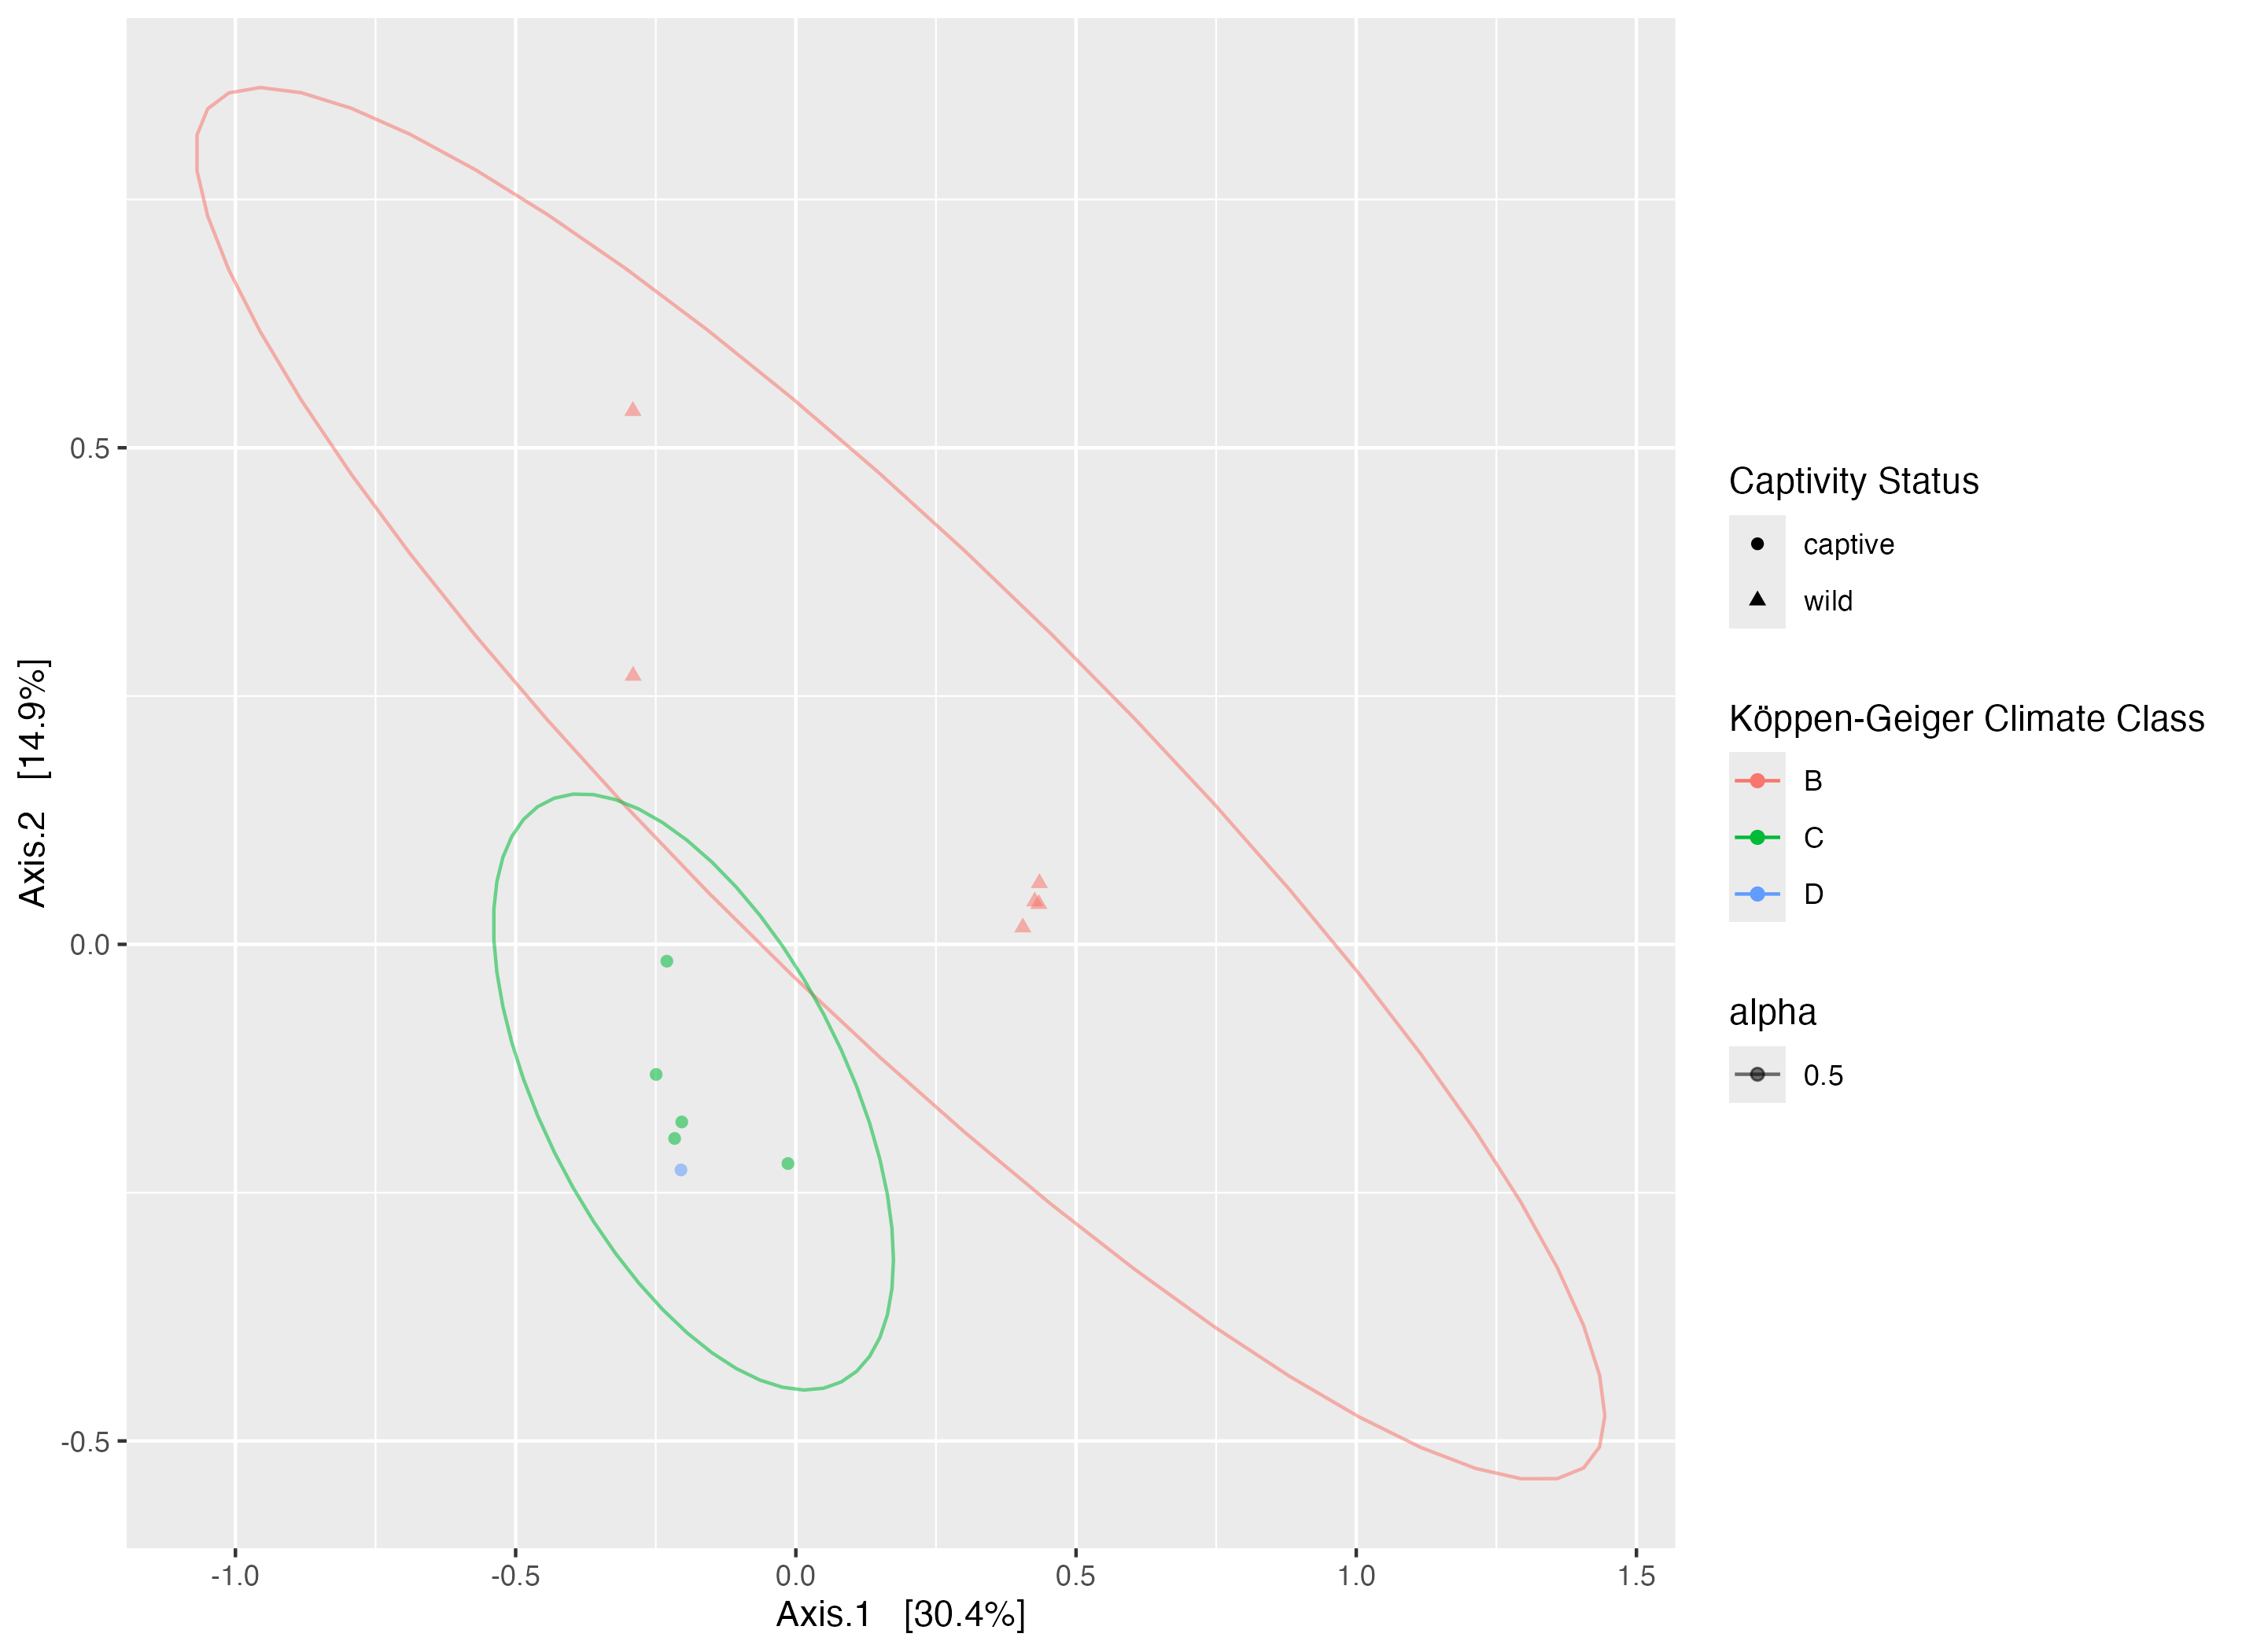 0.5
0.0
-0.5
Axis.2 [14.9%]
-1.0
-0.5
0.0
0.5
1.0
1.5
Axis.1 [30.4%]
Captivity Status
captive
wild
Köppen-Geiger Climate Class
B
C
D
alpha
0.5